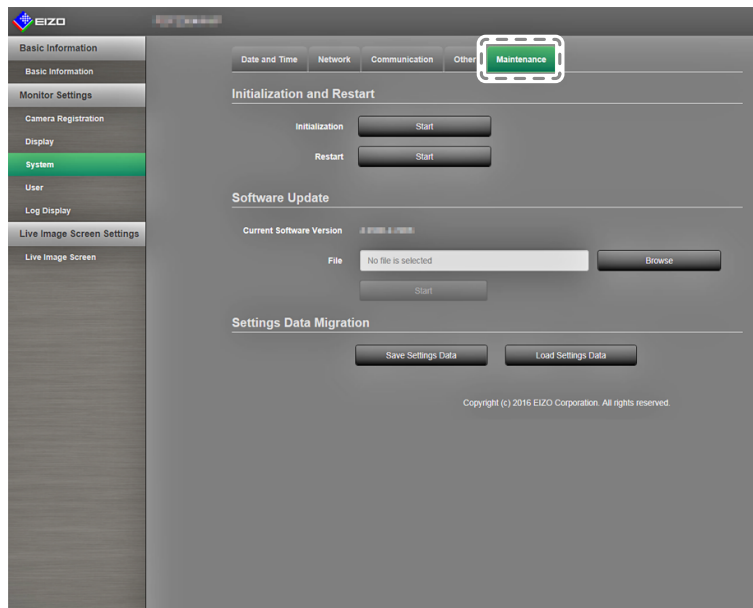 EIZO
Basic Information
Basic Information
Monitor Settings
Camera Registration
Display
System
User
Log Display
Live Image Screen Settings
Live Image Screen
Date and Time Network Communication Other Maintenance
Initialization and Restart
Initialization Start
Restart Start
Software Update
Current Software Version
File No file is selected Browse
Start
Settings Data Migration
Save Settings Data Load Settings Data
Copyright (c) 2016 EIZO Corporation. All rights reserved.